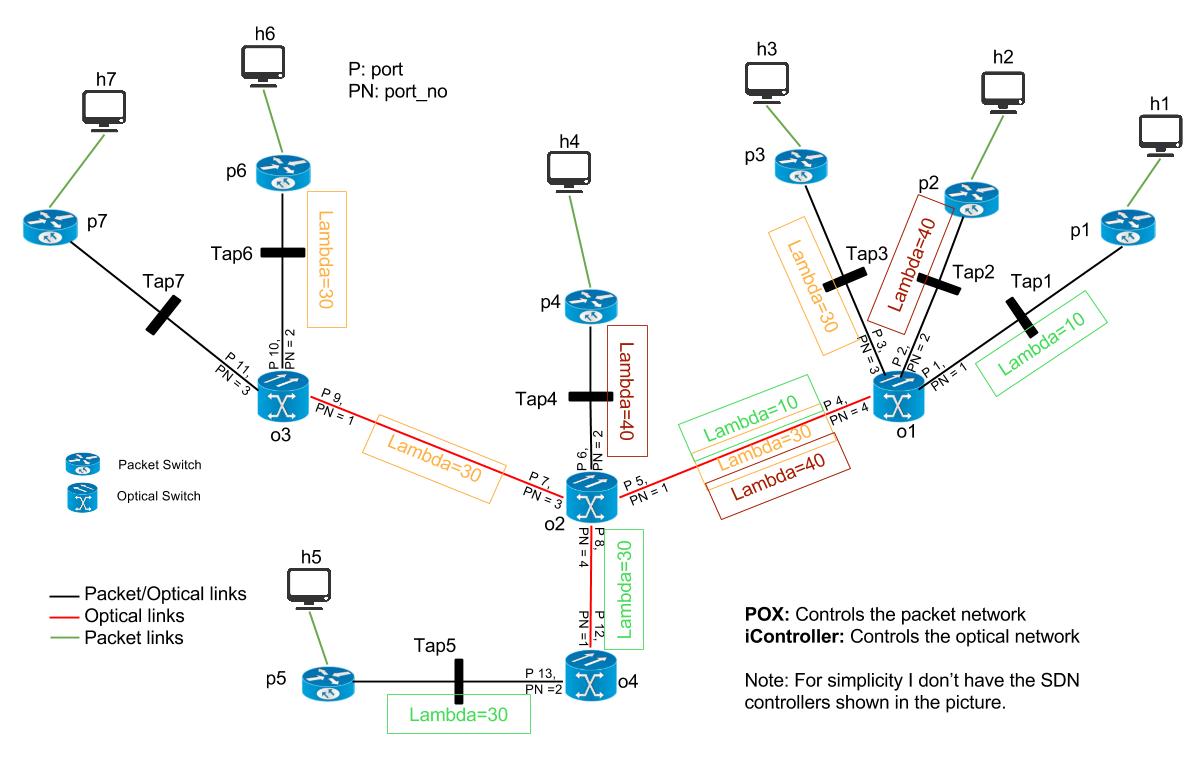 h6
h3
h2
h7
P: port
PN: port_no
h1
h4
p3
p6
p2
p7
p1
Lambda=30
Lambda=30
Lambda=40
Tap6
Tap3
Tap2
Tap1
Tap7
p4
Lambda=10
P 10,
PN = 2
P 3,
PN = 3
P 2,
PN = 2
P 1,
PN = 1
P 11,
PN = 3
Lambda=40
Tap4
P 9,
PN = 1
o3
Lambda=10
Lambda=30
Lambda=40
P 4,
PN = 4
o1
Lambda=30
P 6,
PN = 2
P 7,
PN = 3
P 5,
PN = 1
Packet Switch
Optical Switch
o2
P 8,
PN = 4
Lambda=30
h5
Packet/Optical links
Optical links
Packet links
P 12,
PN =1
POX: Controls the packet network
iController: Controls the optical network
Tap5
p5
P 13,
PN =2
o4
Lambda=30
Note: For simplicity I don't have the SDN
controllers shown in the picture.